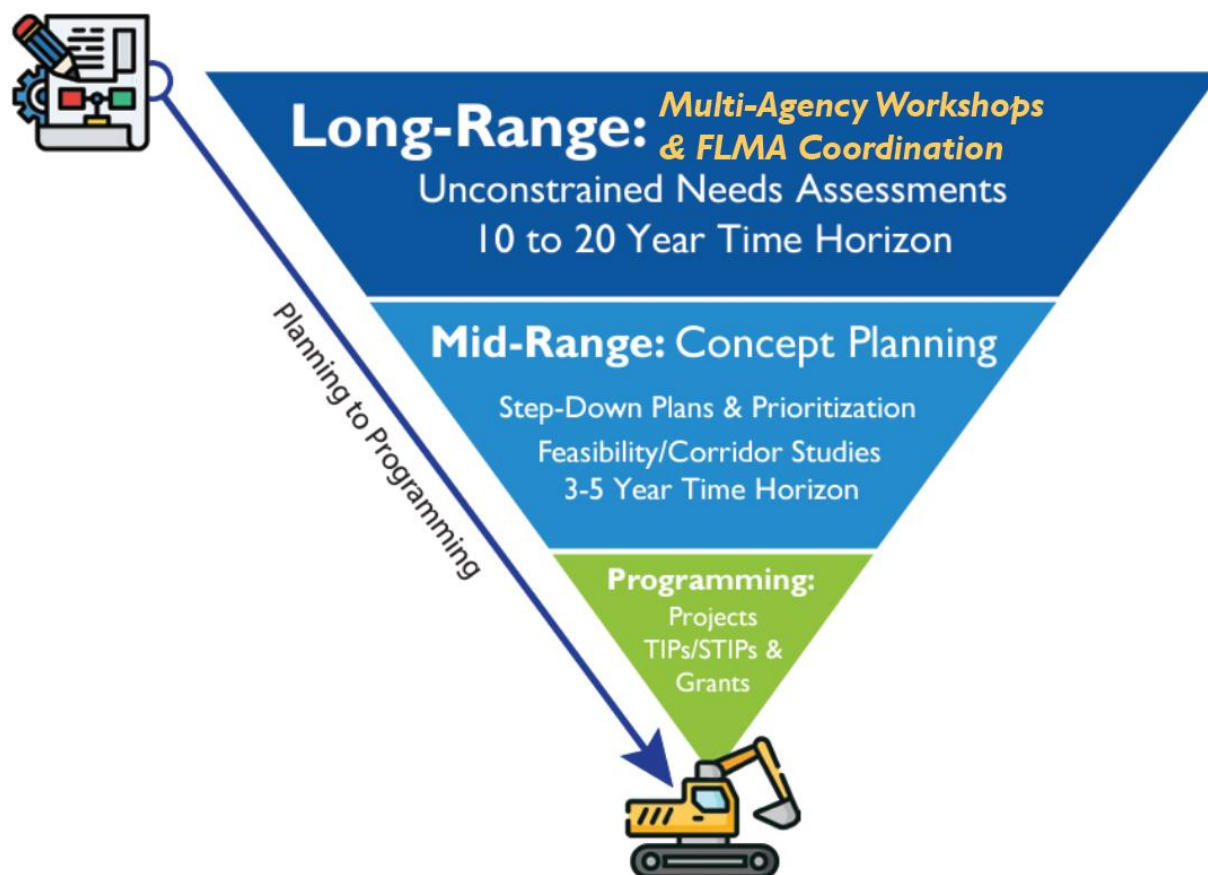 Long-Range: Multi-Agency Workshops
& FLMA Coordination
Unconstrained Needs Assessments
10 to 20 Year Time Horizon
Mid-Range: Concept Planning
Step-Down Plans & Prioritization
Feasibility/Corridor Studies
3-5 Year Time Horizon
Programming:
Projects
TIPs/STIPs &
Grants
Planning to Programming